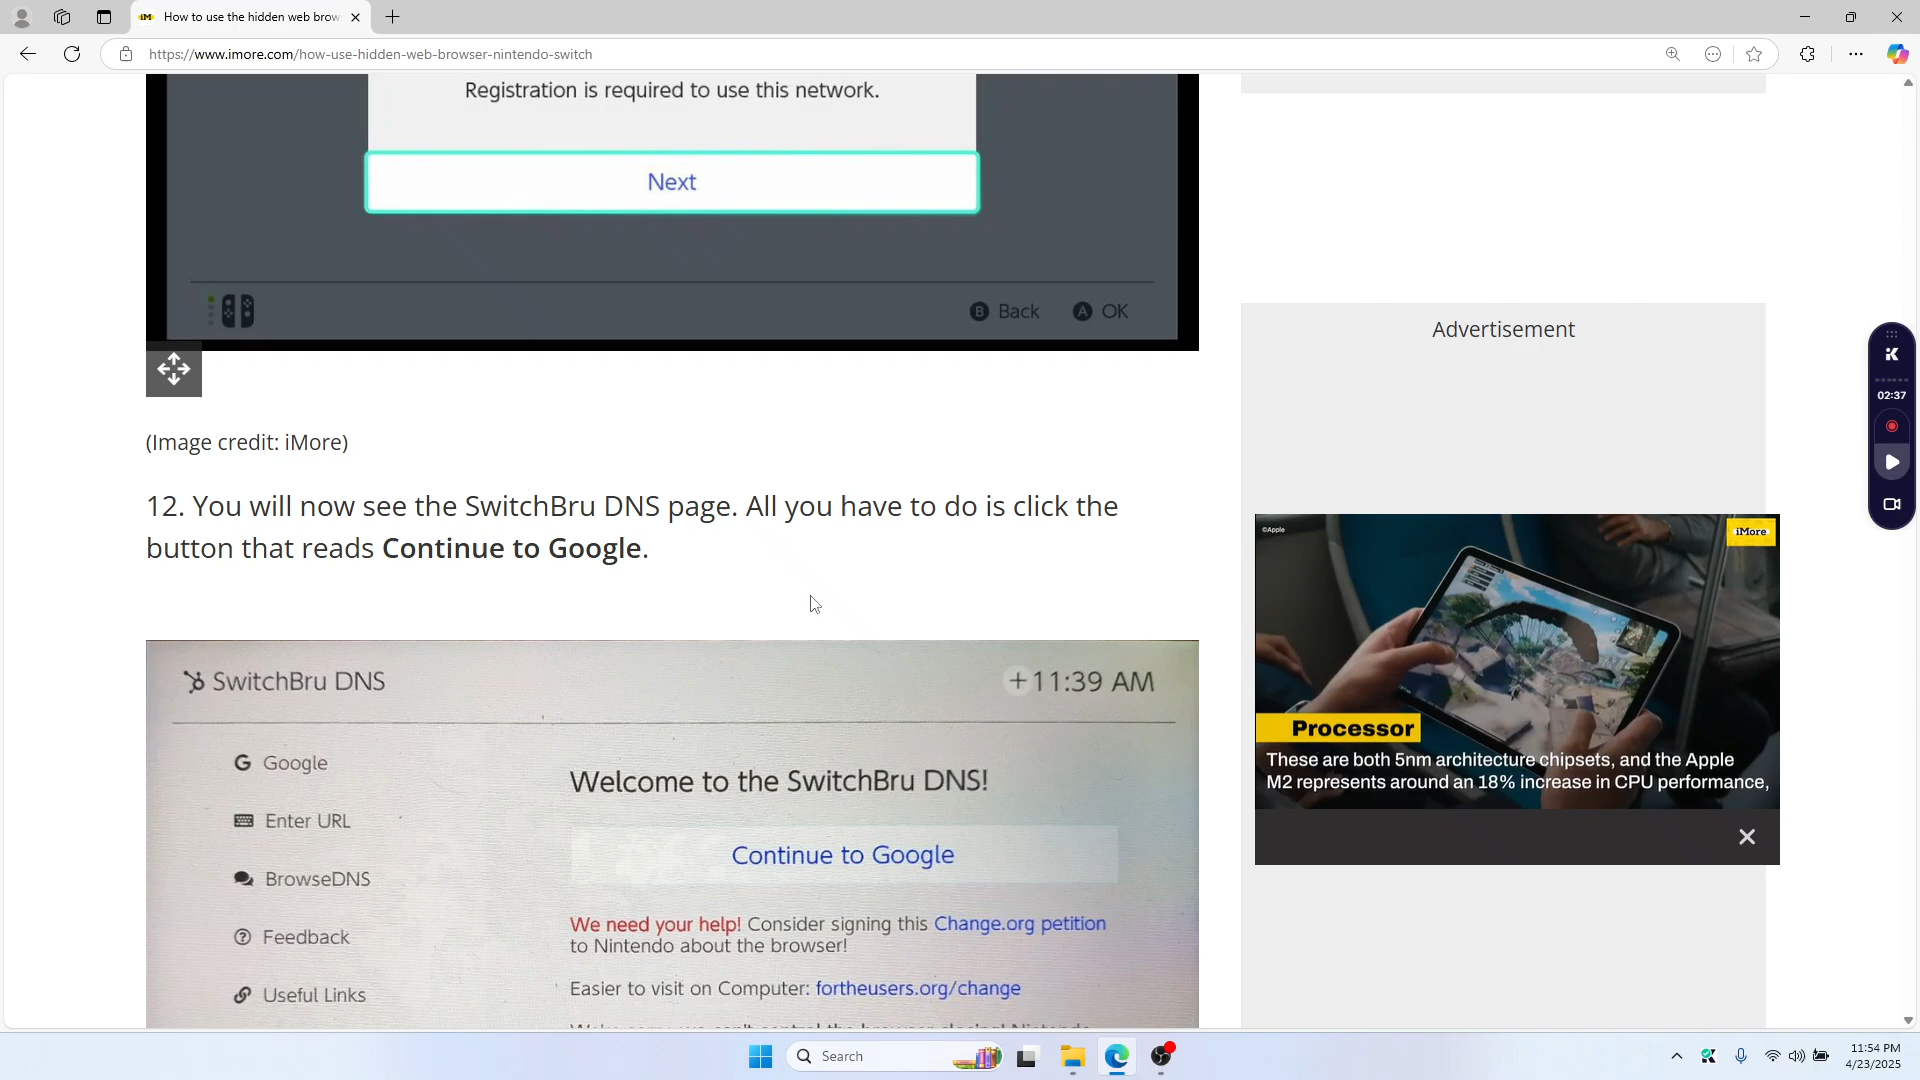 How to use the hidden web brow
https://www.imore.com/how-use-hidden-web-browser-nintendo-switch
Registration is required to use this network.
Next
B Back A OK
(Image credit: iMore)
12. You will now see the SwitchBru DNS page. All you have to do is click the
button that reads Continue to Google.
SwitchBru DNS
+11:39 AM
Google
Enter URL
BrowseDNS
Feedback
Useful Links
Welcome to the SwitchBru DNS!
Continue to Google
We need your help! Consider signing this Change.org petition
to Nintendo about the browser!
Easier to visit on Computer: fortheusers.org/change
Advertisement
©Apple
iMore
Processor
These are both 5nm architecture chipsets, and the Apple
M2 represents around an 18% increase in CPU performance,
02:37
Search
11:54 PM
4/23/2025